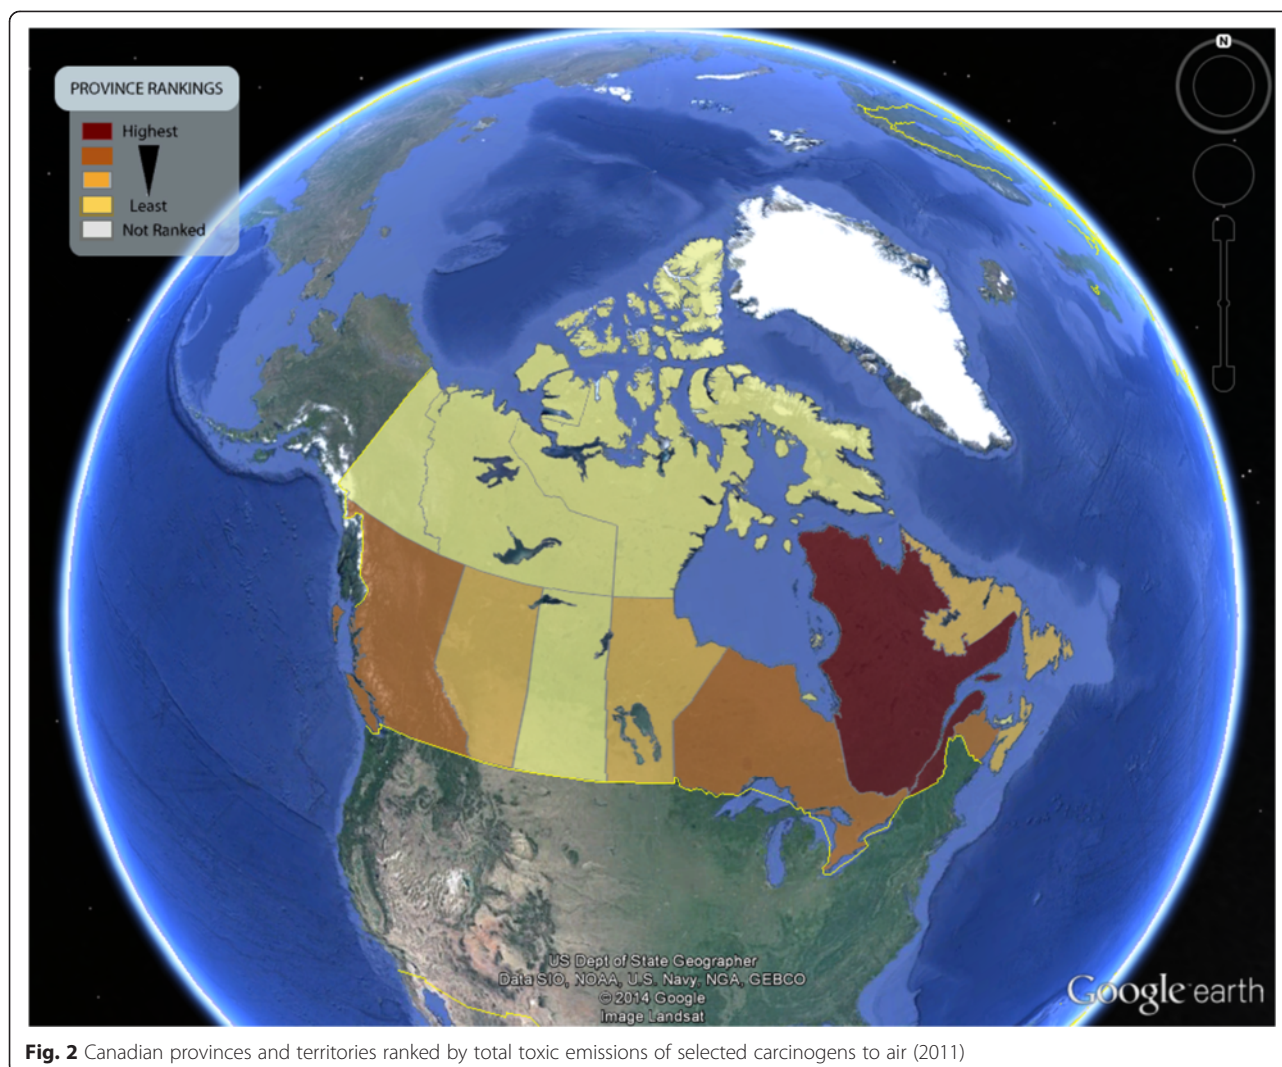 PROVINCE RANKINGS
Highest
Least
Not Ranked
N
US Dept of State Geographer
Data SIO, NOAA, U.S. Navy, NGA, GEBCO
© 2014 Google
Image Landsat
Google earth
Fig. 2 Canadian provinces and territories ranked by total toxic emissions of selected carcinogens to air (2011)